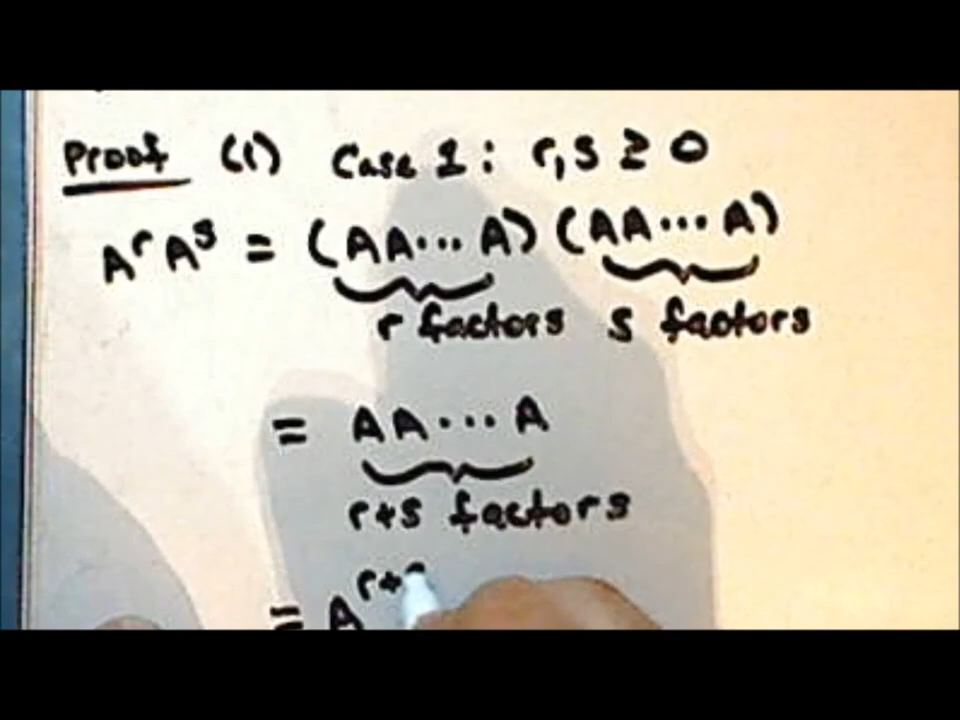 Proof (1) Case 1: r,s ≥ 0
A^r A^s = (AA···A)(AA···A)
r factors s factors
= AA···A
r+s factors
= A^r+